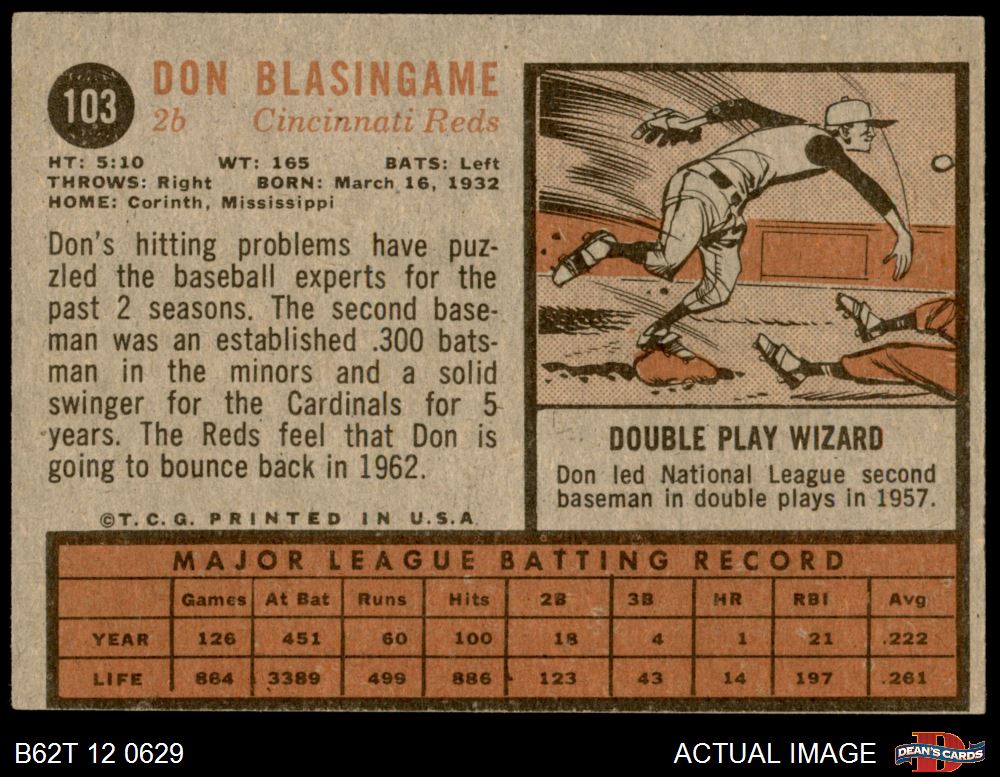 103
DON BLASINGAME
2b Cincinnati Reds
HT: 5:10 WT: 165 BATS: Left
THROWS: Right BORN: March 16, 1932
HOME: Corinth, Mississippi
Don's hitting problems have puz-
zled the baseball experts for the
past 2 seasons. The second base-
man was an established .300 bats-
man in the minors and a solid
swinger for the Cardinals for 5
years. The Reds feel that Don is
going to bounce back in 1962.
©T.C.G. PRINTED IN U.S.A.
DOUBLE PLAY WIZARD
Don led National League second
baseman in double plays in 1957.
MAJOR LEAGUE BATTING RECORD
Games At Bat Runs Hits 2B 3B HR RBI Avg
YEAR 126 451 60 100 18 4 1 21 .222
LIFE 864 3389 499 886 123 43 14 197 .261
B62T 12 0629
ACTUAL IMAGE
D
DEAN'S CARDS